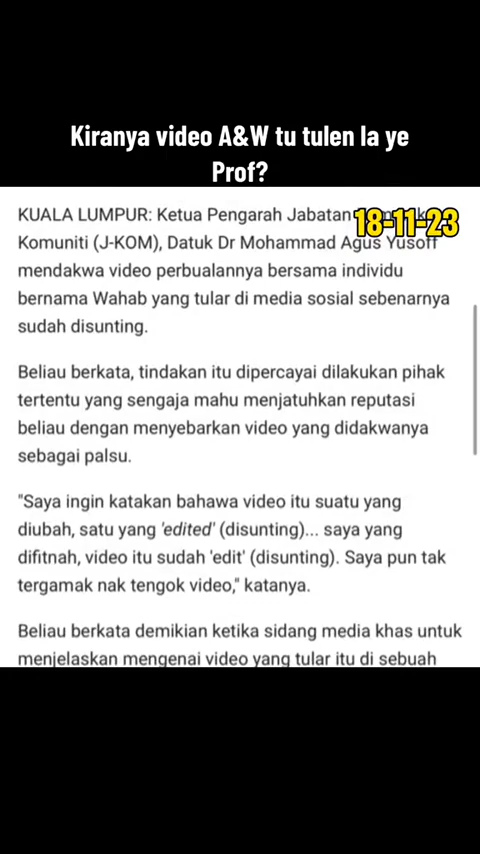 Kiranya video A&W tu tulen la ye
Prof?
KUALA LUMPUR: Ketua Pengarah Jabatan
18-11-23
Komuniti (J-KOM), Datuk Dr Mohammad Agus Yusoff
mendakwa video perbualannya bersama individu
bernama Wahab yang tular di media sosial sebenarnya
sudah disunting.
Beliau berkata, tindakan itu dipercayai dilakukan pihak
tertentu yang sengaja mahu menjatuhkan reputasi
beliau dengan menyebarkan video yang didakwanya
sebagai palsu.
"Saya ingin katakan bahawa video itu suatu yang
diubah, satu yang 'edited' (disunting)... saya yang
difitnah, video itu sudah 'edit' (disunting). Saya pun tak
tergamak nak tengok video," katanya.
Beliau berkata demikian ketika sidang media khas untuk
menjelaskan mengenai video yang tular itu di sebuah